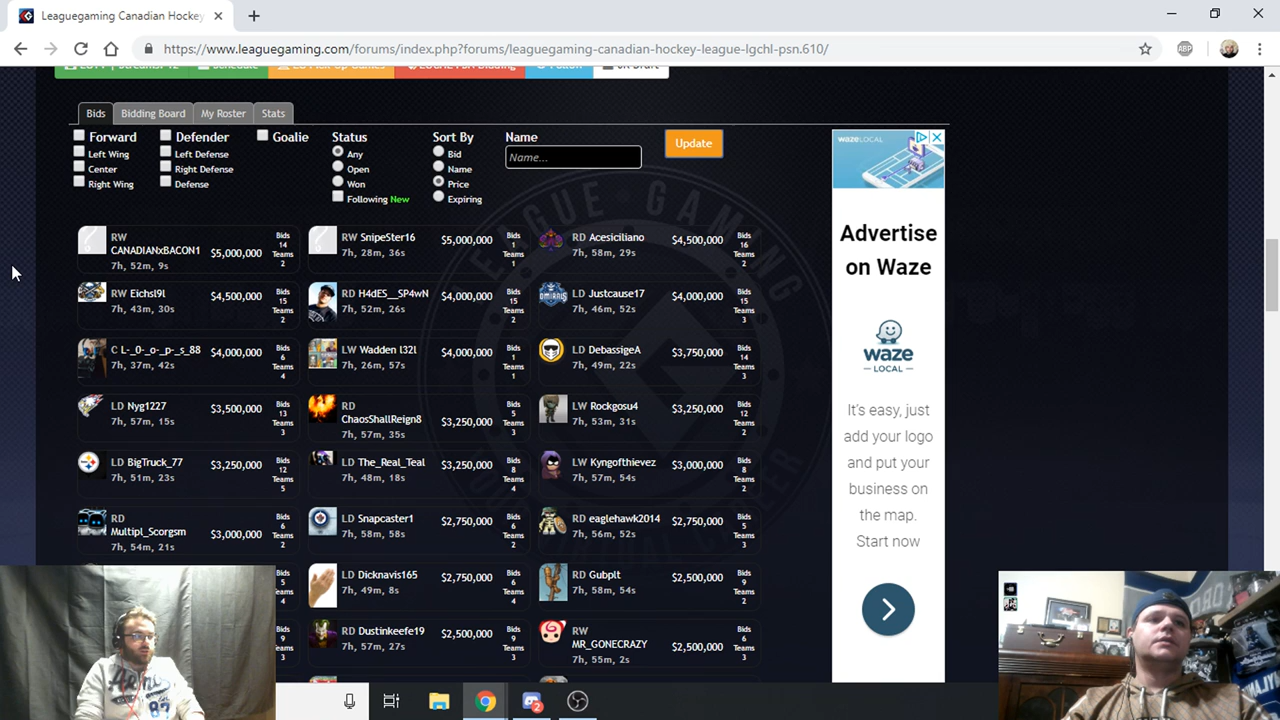 Leaguegaming Canadian Hockey
https://www.leaguegaming.com/forums/index.php?forums/leaguegaming-canadian-hockey-league-lgchl-psn.610/
ABP
Bids Bidding Board My Roster Stats
Forward Defender Goalie Status Sort By Name
Left Wing Left Defense Any Bid Name... Update
Center Right Defense Open Name
Right Wing Defense Won Price
Following New Expiring
RW CANADIANxBACON1 $5,000,000 Bids 14 Teams 2
7h, 52m, 9s
RW SnipeSter16 $5,000,000 Bids 1 Teams 1
7h, 28m, 36s
RD Acesiciliano $4,500,000 Bids 16 Teams 2
7h, 58m, 29s
RW Eichsl9l $4,500,000 Bids 15 Teams 2
7h, 43m, 30s
RD H4dES__SP4wN $4,000,000 Bids 15 Teams 2
7h, 52m, 26s
LD Justcause17 $4,000,000 Bids 15 Teams 3
7h, 46m, 52s
C L-_0-_o-_p-_s $4,000,000 Bids 6 Teams 4
7h, 37m, 42s
LW Wadden l32l $4,000,000 Bids 1 Teams 1
7h, 26m, 57s
LD DebassigeA $3,750,000 Bids 14 Teams 3
7h, 49m, 22s
LD Nyg1227 $3,500,000 Bids 13 Teams 3
7h, 57m, 15s
RD ChaosShallReign8 $3,250,000 Bids 5 Teams 3
7h, 57m, 35s
LW Rockgosu4 $3,250,000 Bids 12 Teams 2
7h, 53m, 31s
LD BigTruck_77 $3,250,000 Bids 12 Teams 5
7h, 51m, 23s
LD The_Real_Teal $3,250,000 Bids 8 Teams 4
7h, 48m, 18s
LW Kyngofthievez $3,000,000 Bids 8 Teams 2
7h, 57m, 54s
RD Multipl_Scorgsm $3,000,000 Bids 6 Teams 2
7h, 54m, 21s
LD Snapcaster1 $2,750,000 Bids 6 Teams 2
7h, 58m, 58s
RD eaglehawk2014 $2,750,000 Bids 5 Teams 3
7h, 56m, 52s
Bids 5 Teams 3
LD Dicknavis165 $2,750,000 Bids 6 Teams 4
7h, 49m, 8s
RD Gubplt $2,500,000 Bids 9 Teams 2
7h, 58m, 54s
Bids 9 Teams 3
RD Dustinkeefe19 $2,500,000 Bids 9 Teams 3
7h, 57m, 27s
RW MR_GONECRAZY $2,500,000 Bids 6 Teams 3
7h, 55m, 2s
LEAGUE GAMING
wazeLOCAL
Advertise
on Waze
waze
LOCAL
It's easy, just
add your logo
and put your
business on
the map.
Start now
2
87